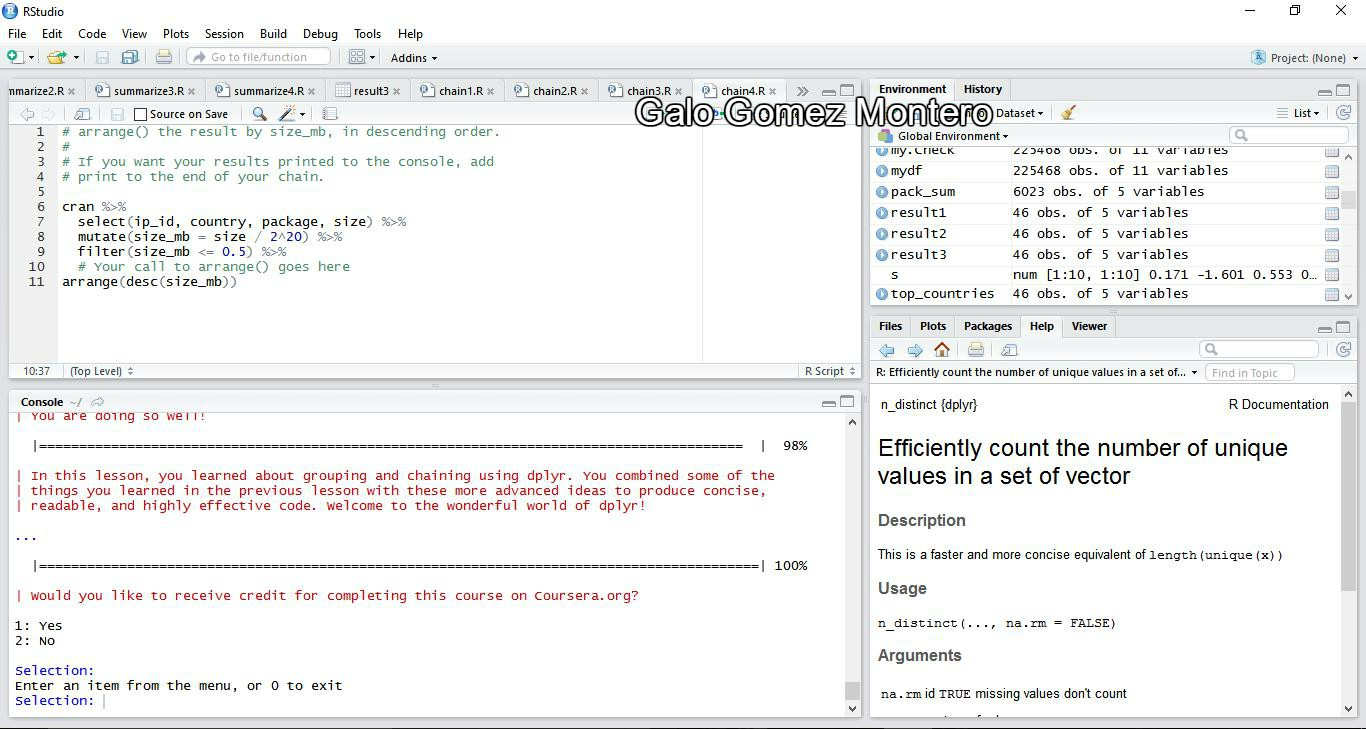 RStudio
File Edit Code View Plots Session Build Debug Tools Help
Go to file/function Addins Project: (None)
mmarize2.R summarize3.R summarize4.R result3 chain1.R chain2.R chain3.R chain4.R
Source on Save
Galo Gomez Montero
1 # arrange() the result by size_mb, in descending order.
2 #
3 # If you want your results printed to the console, add
4 # print to the end of your chain.
5
6 cran %>%
7 select(ip_id, country, package, size) %>%
8 mutate(size_mb = size / 2^20) %>%
9 filter(size_mb <= 0.5) %>%
10 # Your call to arrange() goes here
11 arrange(desc(size_mb))
10:37 (Top Level) R Script
Console ~/
| You are doing so well!
|==========================================================================================| 98%
| In this lesson, you learned about grouping and chaining using dplyr. You combined some of the
| things you learned in the previous lesson with these more advanced ideas to produce concise,
| readable, and highly effective code. Welcome to the wonderful world of dplyr!
...
|============================================================================================| 100%
| Would you like to receive credit for completing this course on Coursera.org?
1: Yes
2: No
Selection:
Enter an item from the menu, or 0 to exit
Selection:
Environment History
Dataset List
Global Environment
my.check 225468 obs. of 11 variables
mydf 225468 obs. of 11 variables
pack_sum 6023 obs. of 5 variables
result1 46 obs. of 5 variables
result2 46 obs. of 5 variables
result3 46 obs. of 5 variables
s num [1:10, 1:10] 0.171 -1.601 0.553 0...
top_countries 46 obs. of 5 variables
Files Plots Packages Help Viewer
R: Efficiently count the number of unique values in a set of... Find in Topic
n_distinct {dplyr} R Documentation
Efficiently count the number of unique
values in a set of vector
Description
This is a faster and more concise equivalent of length(unique(x))
Usage
n_distinct(..., na.rm = FALSE)
Arguments
na.rm id TRUE missing values don't count